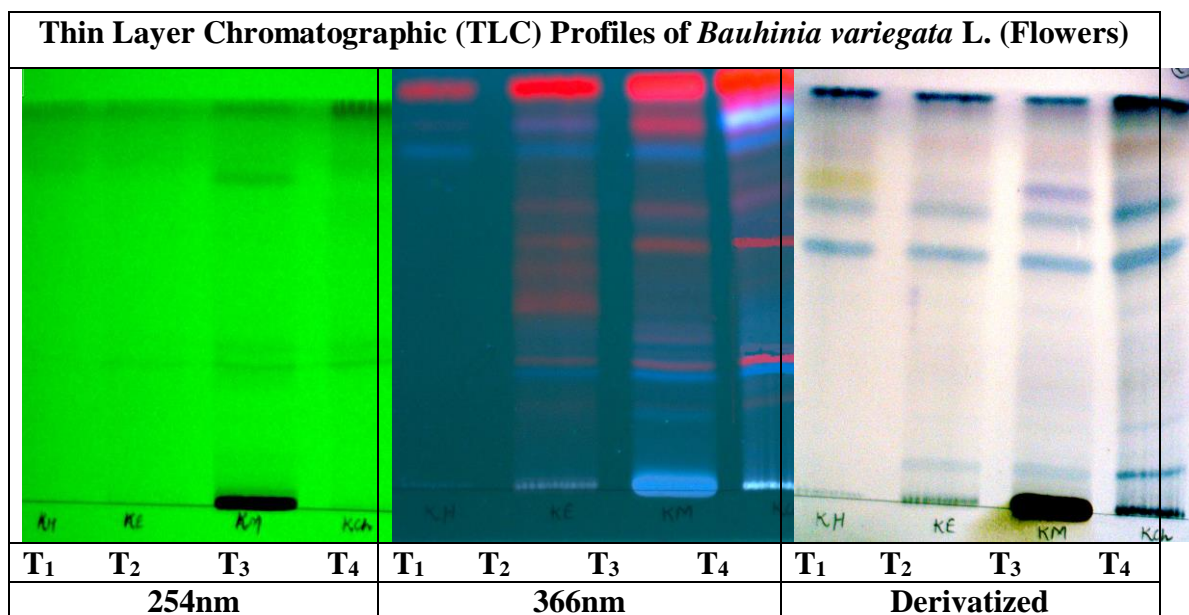 Thin Layer Chromatographic (TLC) Profiles of Bauhinia variegata L. (Flowers)
KH KE KM KCh
KH KE KM KC
KH KE KM KCh
T₁ T₂ T₃ T₄ T₁ T₂ T₃ T₄ T₁ T₂ T₃ T₄
254nm 366nm Derivatized